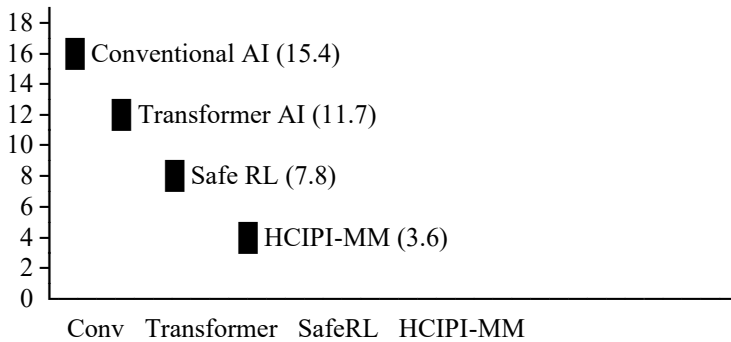 18
16 Conventional AI (15.4)
14
12 Transformer AI (11.7)
10
8 Safe RL (7.8)
6
4 HCIPI-MM (3.6)
2
0
Conv Transformer SafeRL HCIPI-MM